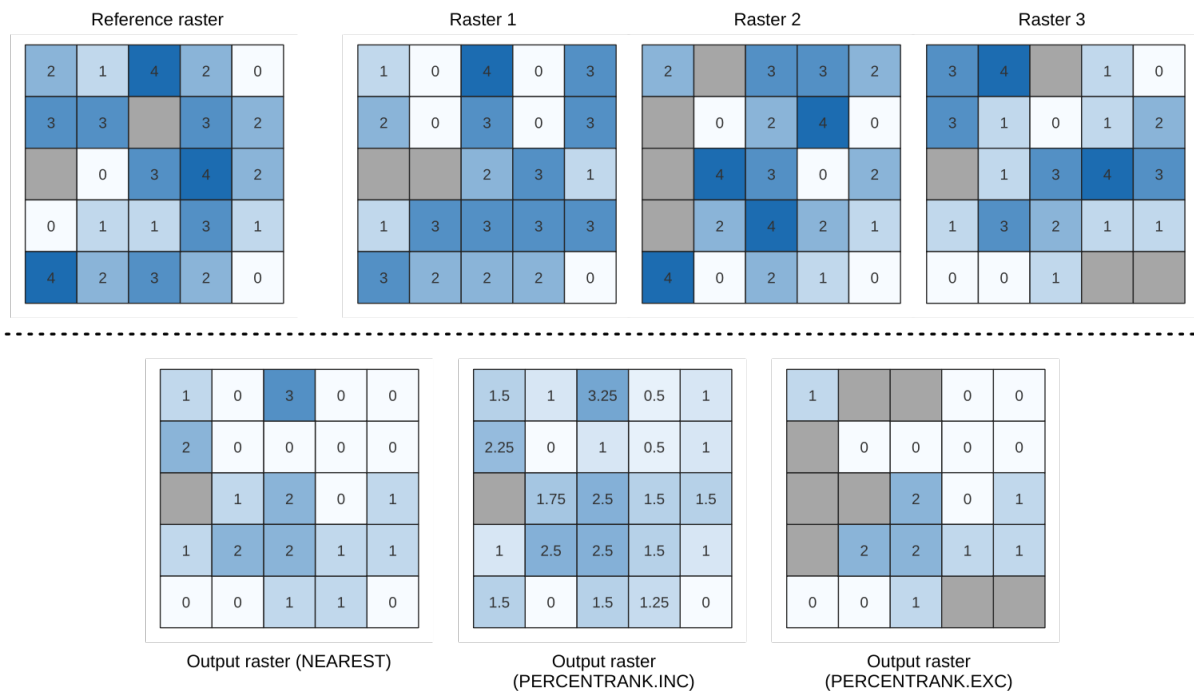 Reference raster Raster 1 Raster 2 Raster 3
2 1 4 2 0 1 0 4 0 3 2 3 3 2 3 4 1 0
3 3 3 2 2 0 3 0 3 0 2 4 0 3 1 0 1 2
0 3 4 2 2 3 1 4 3 0 2 1 3 4 3
0 1 1 3 1 1 3 3 3 3 2 4 2 1 1 3 2 1 1
4 2 3 2 0 3 2 2 2 0 4 0 2 1 0 0 0 1
1 0 3 0 0 1.5 1 3.25 0.5 1 1 0 0
2 0 0 0 0 2.25 0 1 0.5 1 0 0 0 0
1 2 0 1 1.75 2.5 1.5 1.5 2 0 1
1 2 2 1 1 1 2.5 2.5 1.5 1 2 2 1 1
0 0 1 1 0 1.5 0 1.5 1.25 0 0 0 1
Output raster (NEAREST) Output raster Output raster
(PERCENTRANK.INC) (PERCENTRANK.EXC)